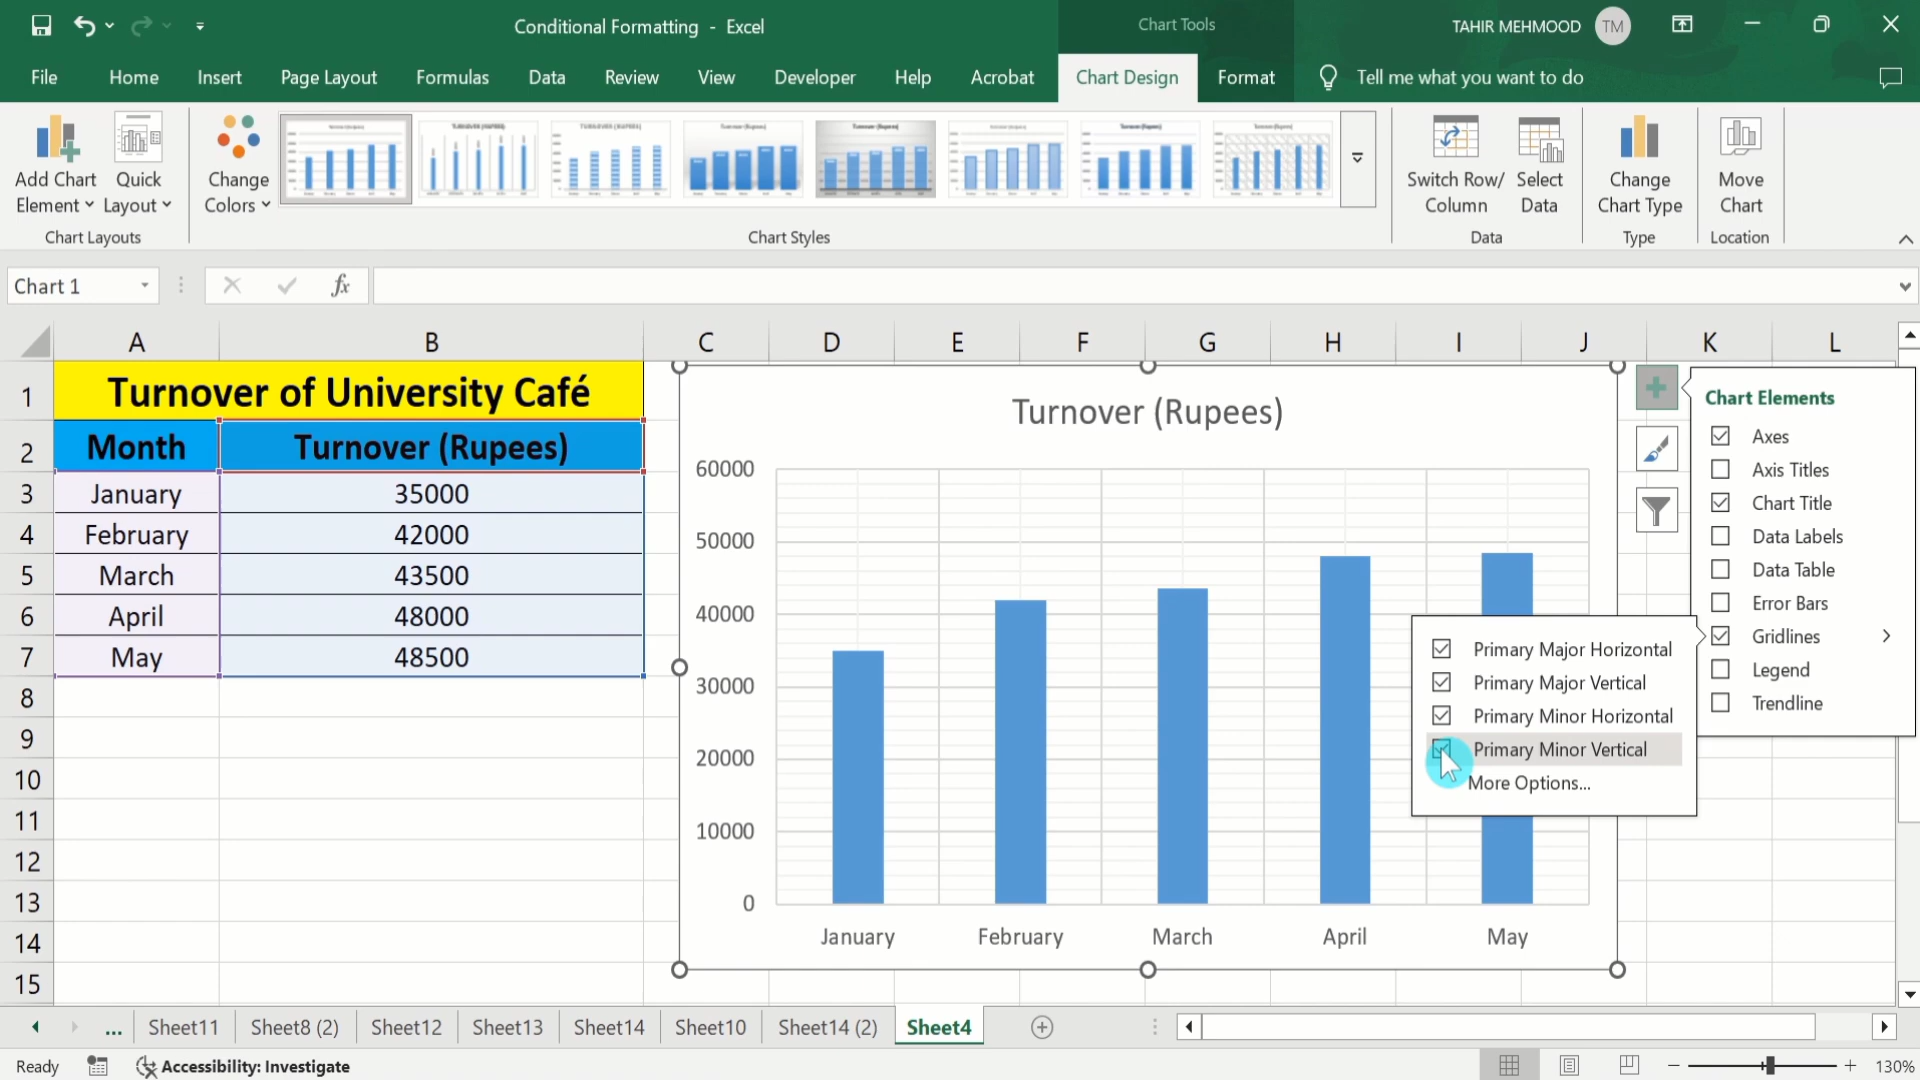 Conditional Formatting - Excel
Chart Tools
TAHIR MEHMOOD
TM
File Home Insert Page Layout Formulas Data Review View Developer Help Acrobat Chart Design Format Tell me what you want to do
Add Chart Element
Quick Layout
Chart Layouts
Change Colors
Chart Styles
Switch Row/ Column
Select Data
Data
Change Chart Type
Type
Move Chart
Location
Chart 1
fx
A B C D E F G H I J K L
1 Turnover of University Café
2 Month Turnover (Rupees)
3 January 35000
4 February 42000
5 March 43500
6 April 48000
7 May 48500
8
9
10
11
12
13
14
15
Turnover (Rupees)
60000
50000
40000
30000
20000
10000
0
January February March April May
Chart Elements
Axes
Axis Titles
Chart Title
Data Labels
Data Table
Error Bars
Gridlines
Legend
Trendline
Primary Major Horizontal
Primary Major Vertical
Primary Minor Horizontal
Primary Minor Vertical
More Options...
... Sheet11 Sheet8 (2) Sheet12 Sheet13 Sheet14 Sheet10 Sheet14 (2) Sheet4
Ready Accessibility: Investigate 130%